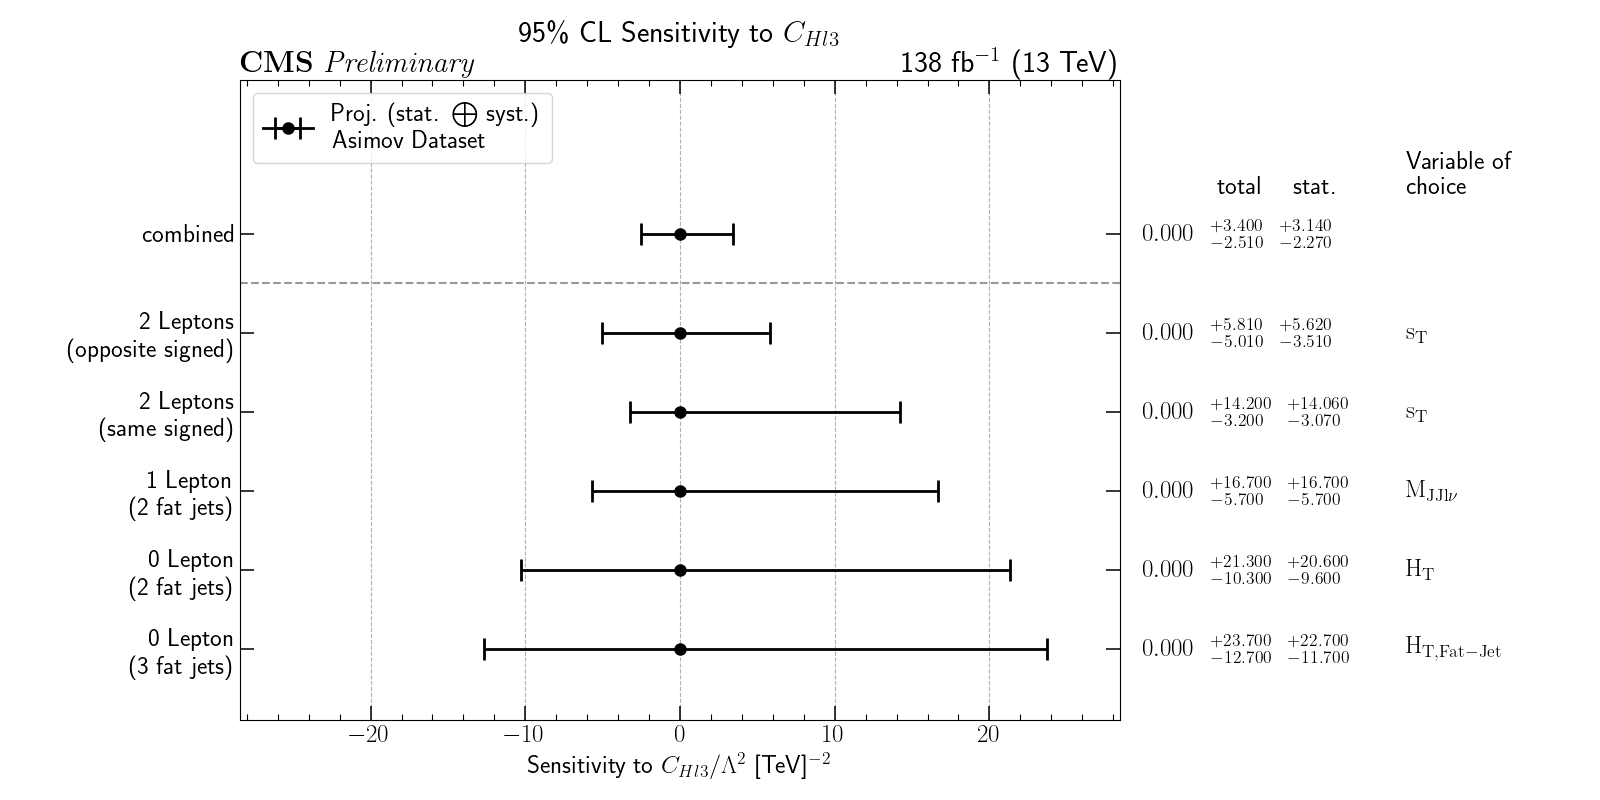 95% CL Sensitivity to C_{Hl3}
CMS Preliminary
138 fb⁻¹ (13 TeV)
Proj. (stat. ⨁ syst.)
Asimov Dataset
Variable of
choice
total stat.
combined
0.000 +3.400 −2.510 +3.140 −2.270
2 Leptons
(opposite signed)
0.000 +5.810 −5.010 +5.620 −3.510 s_T
2 Leptons
(same signed)
0.000 +14.200 −3.200 +14.060 −3.070 s_T
1 Lepton
(2 fat jets)
0.000 +16.700 −5.700 +16.700 −5.700 M_{JJlν}
0 Lepton
(2 fat jets)
0.000 +21.300 −10.300 +20.600 −9.600 H_T
0 Lepton
(3 fat jets)
0.000 +23.700 −12.700 +22.700 −11.700 H_{T,Fat−Jet}
−20 −10 0 10 20
Sensitivity to C_{Hl3}/Λ² [TeV]⁻²